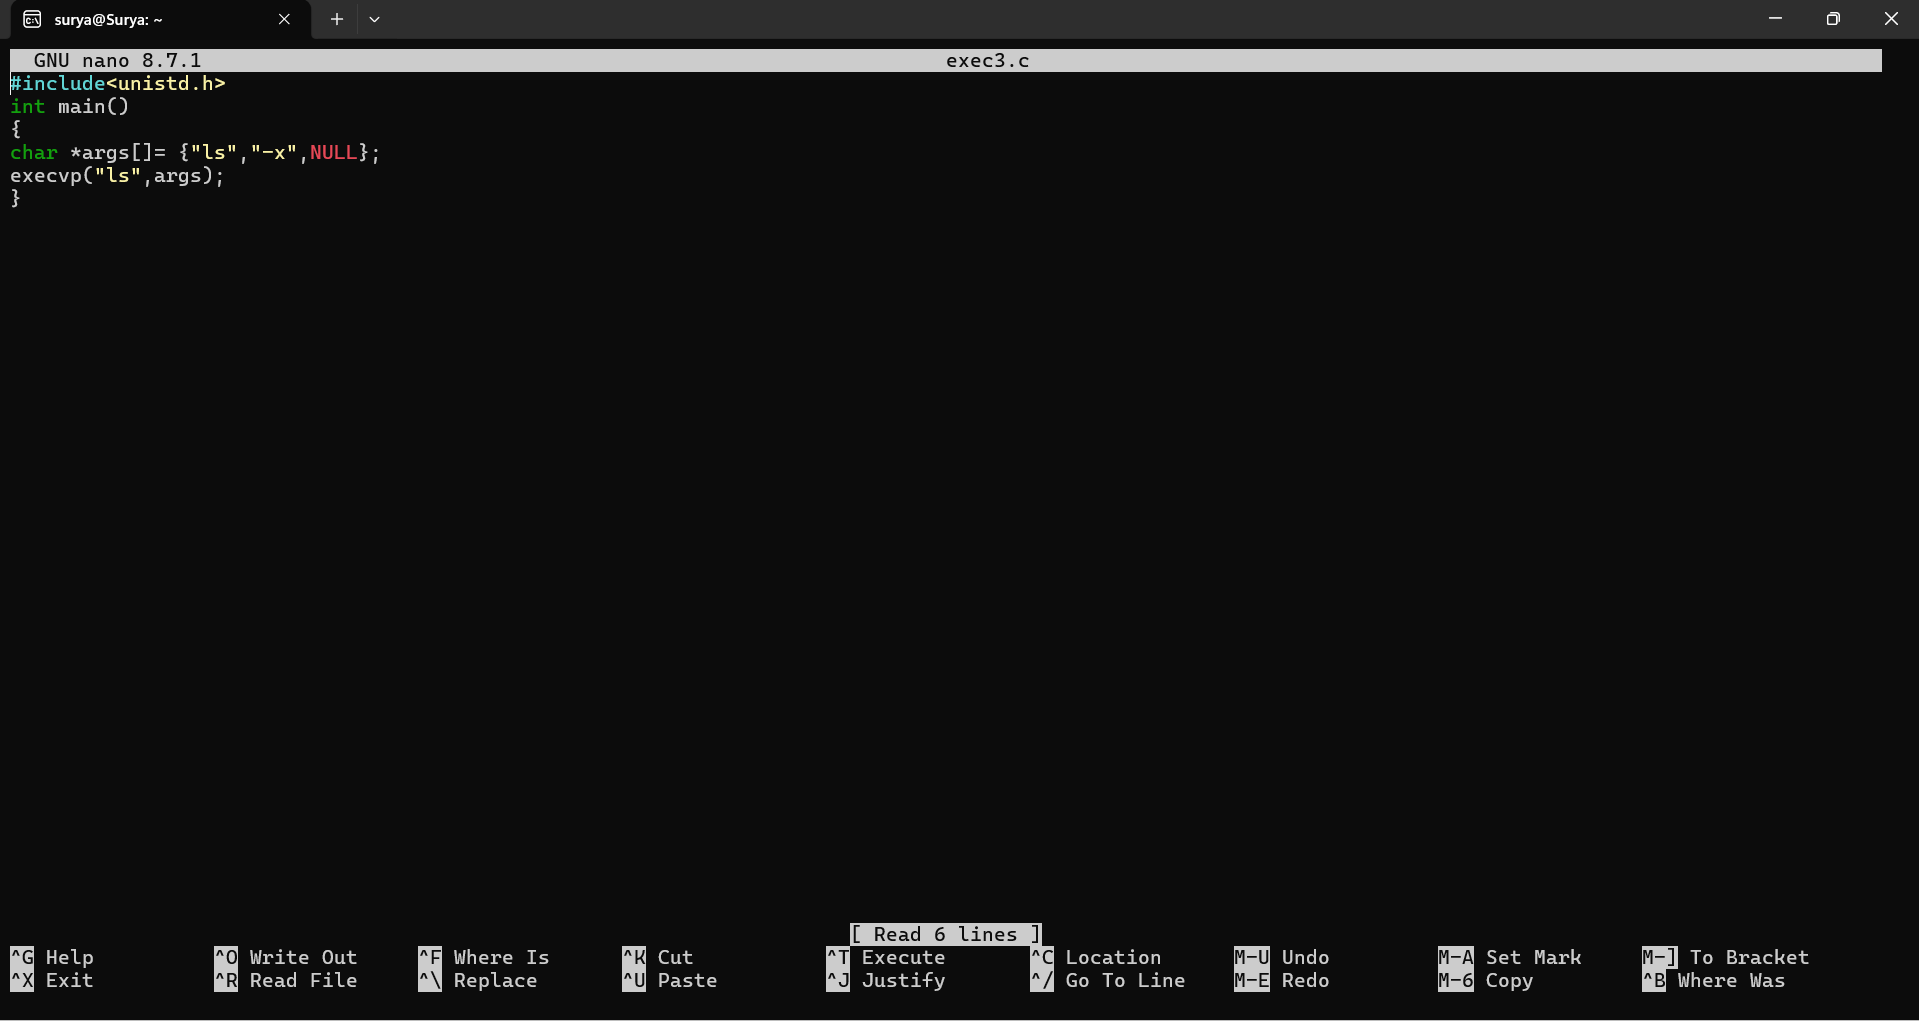 surya@Surya: ~
GNU nano 8.7.1 exec3.c
#include<unistd.h>
int main()
{
char *args[]= {"ls","-x",NULL};
execvp("ls",args);
}
[ Read 6 lines ]
^G Help ^O Write Out ^F Where Is ^K Cut ^T Execute ^C Location M-U Undo M-A Set Mark M-] To Bracket
^X Exit ^R Read File ^\ Replace ^U Paste ^J Justify ^/ Go To Line M-E Redo M-6 Copy ^B Where Was